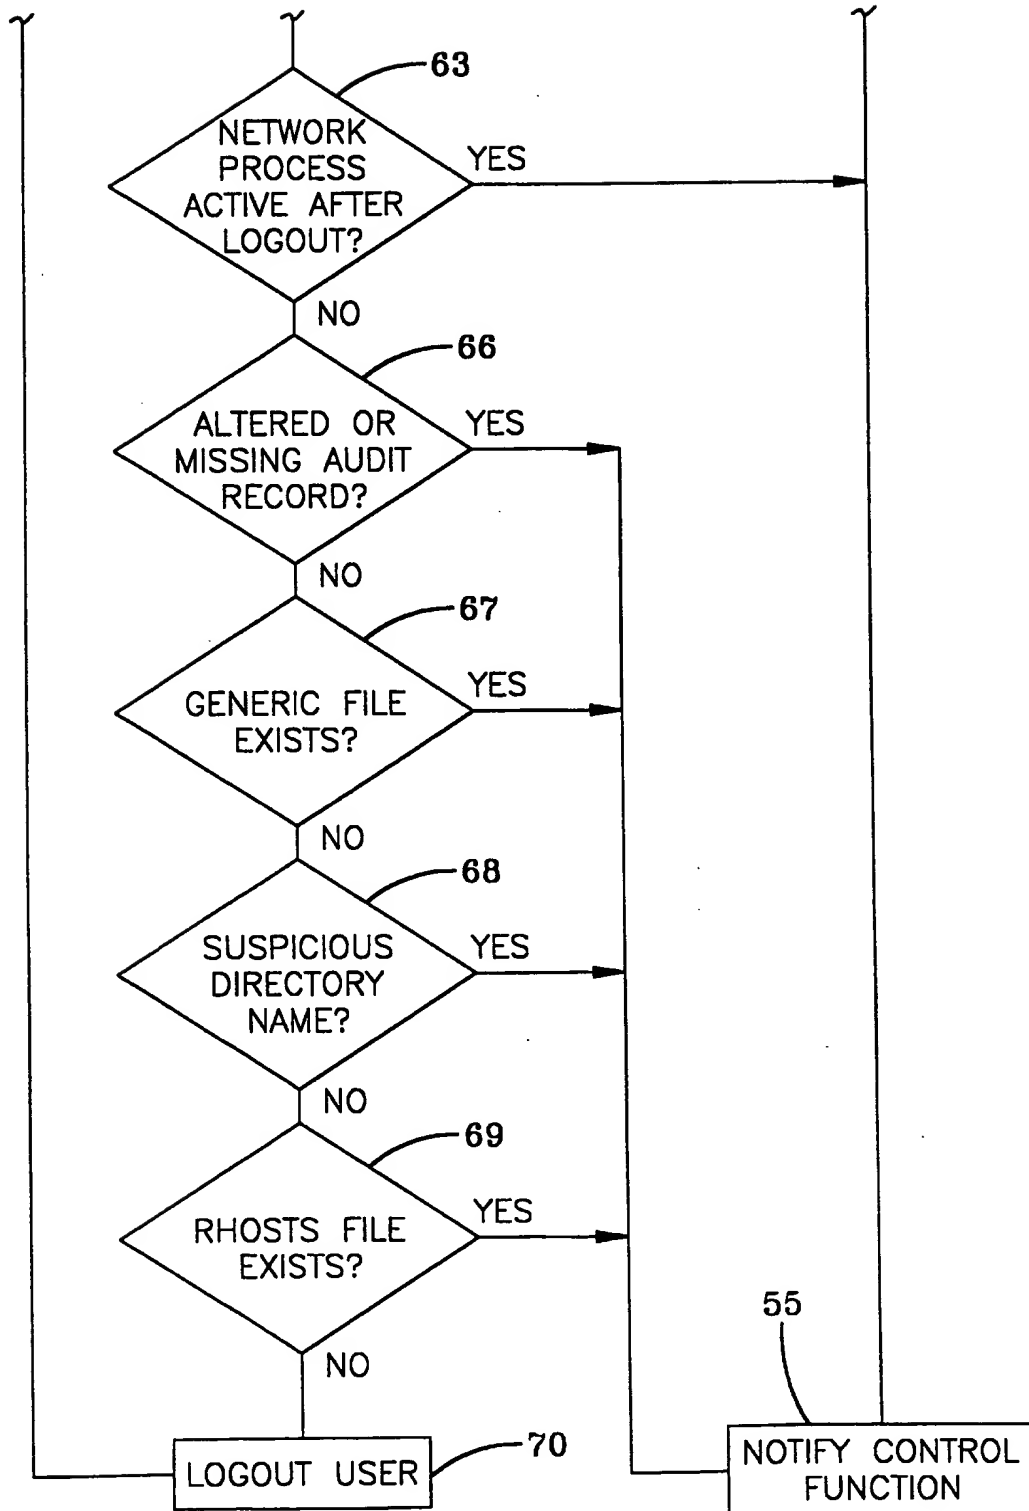 63
NETWORK
PROCESS
ACTIVE AFTER
LOGOUT?
YES
NO
66
ALTERED OR
MISSING AUDIT
RECORD?
YES
NO
67
GENERIC FILE
EXISTS?
YES
NO
68
SUSPICIOUS
DIRECTORY
NAME?
YES
NO
69
RHOSTS FILE
EXISTS?
YES
NO
70
LOGOUT USER
55
NOTIFY CONTROL
FUNCTION